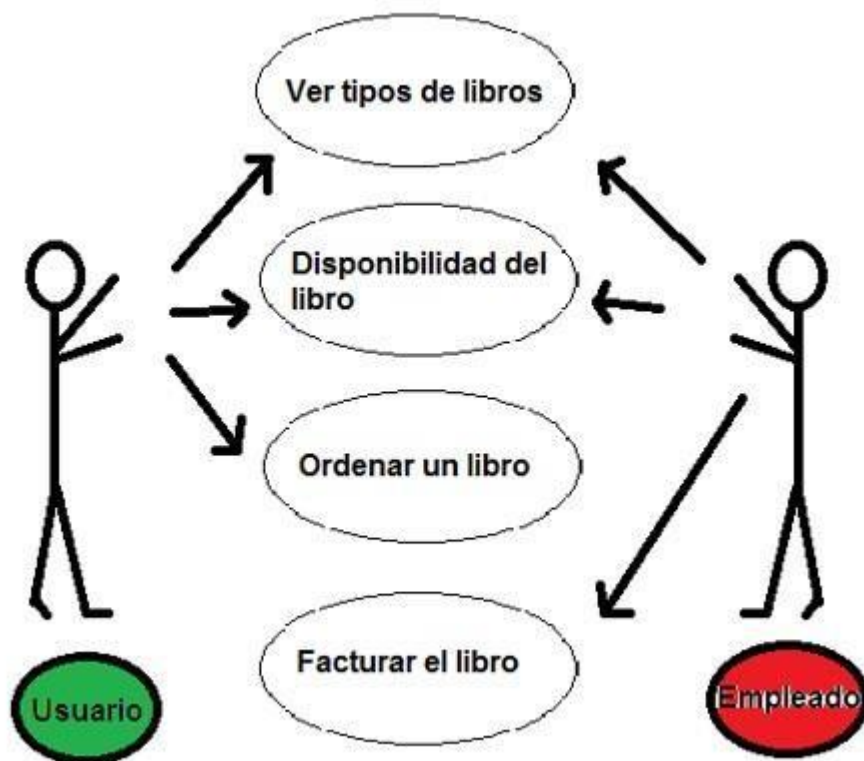 Ver tipos de libros
Disponibilidad del
libro
Ordenar un libro
Facturar el libro
Usuario
Empleado